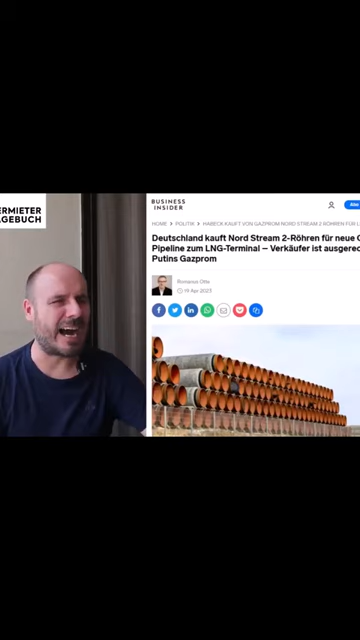 ERMIETER
AGEBUCH
BUSINESS
INSIDER
HOME > POLITIK > HABECK KAUFT VON GAZPROM NORD STREAM 2-RÖHREN FÜR
Deutschland kauft Nord Stream 2-Röhren für neue
Pipeline zum LNG-Terminal – Verkäufer ist ausgerec
Putins Gazprom
Romanus Otte
19 Apr 2023